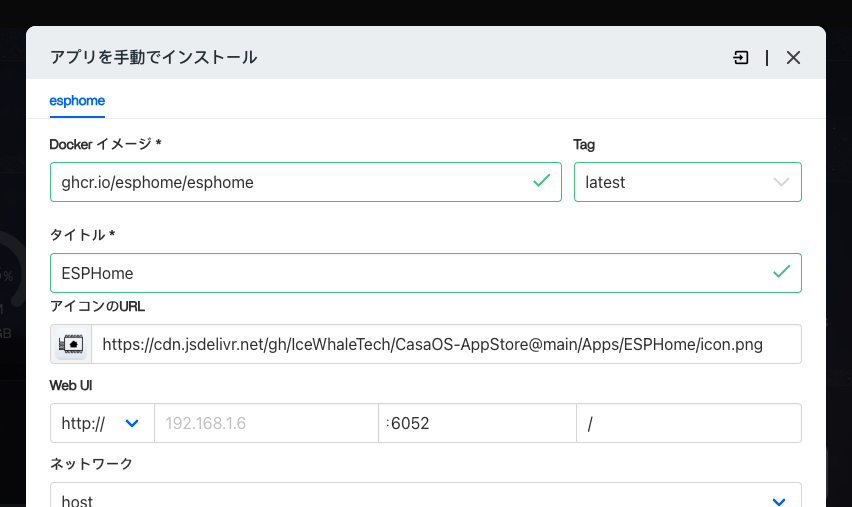 アプリを手動でインストール
esphome
Docker イメージ * Tag
ghcr.io/esphome/esphome latest
タイトル *
ESPHome
アイコンのURL
https://cdn.jsdelivr.net/gh/IceWhaleTech/CasaOS-AppStore@main/Apps/ESPHome/icon.png
Web UI
http:// 192.168.1.6 :6052 /
ネットワーク
host